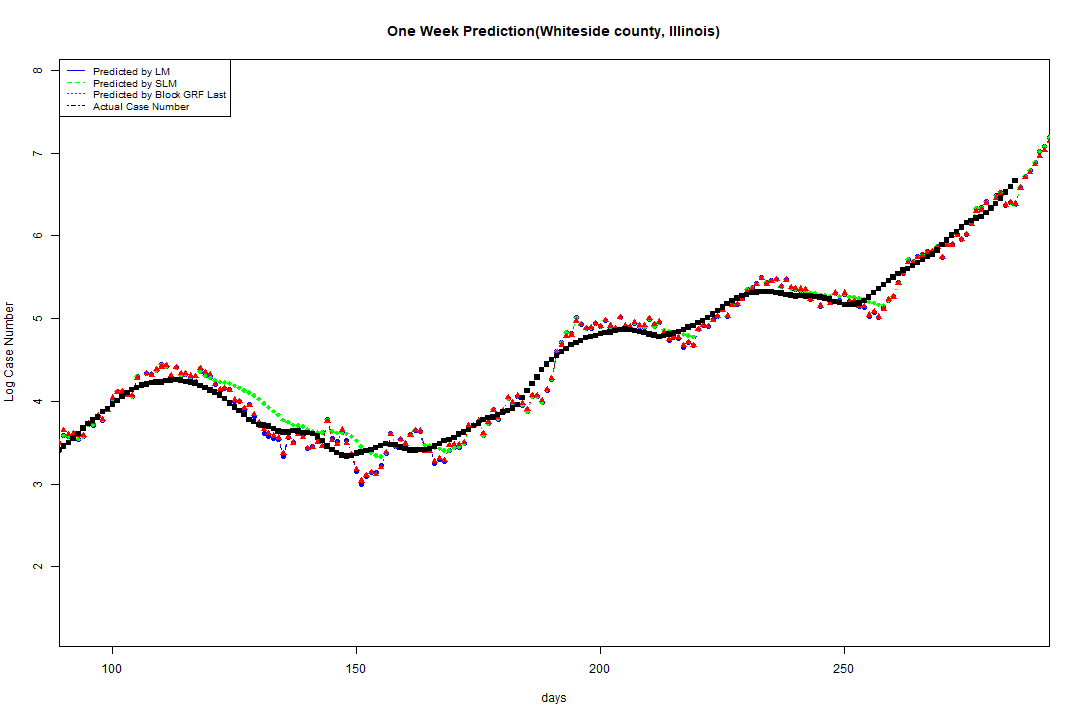 One Week Prediction(Whiteside county, Illinois)
Predicted by LM
Predicted by SLM
Predicted by Block GRF Last
Actual Case Number
8
7
6
5
4
3
2
Log Case Number
100
150
200
250
days